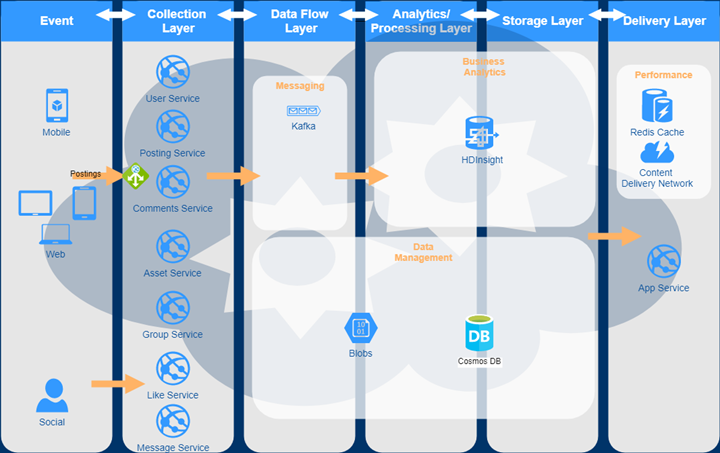 Event
Collection
Layer
Data Flow
Layer
Analytics/
Processing Layer
Storage Layer
Delivery Layer
Mobile
Postings
Web
Social
User Service
Posting Service
Comments Service
Asset Service
Group Service
Like Service
Message Service
Messaging
Kafka
Business
Analytics
HDInsight
Data
Management
Blobs
10
01
DB
Cosmos DB
Performance
Redis Cache
Content
Delivery Network
App Service